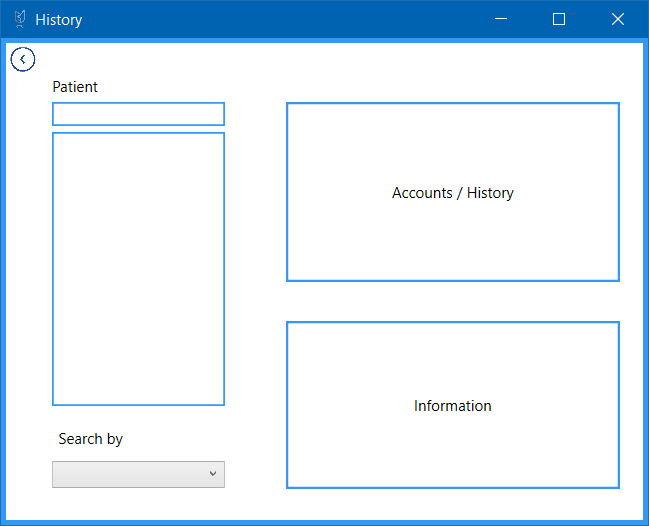 History
Patient
Accounts / History
Information
Search by